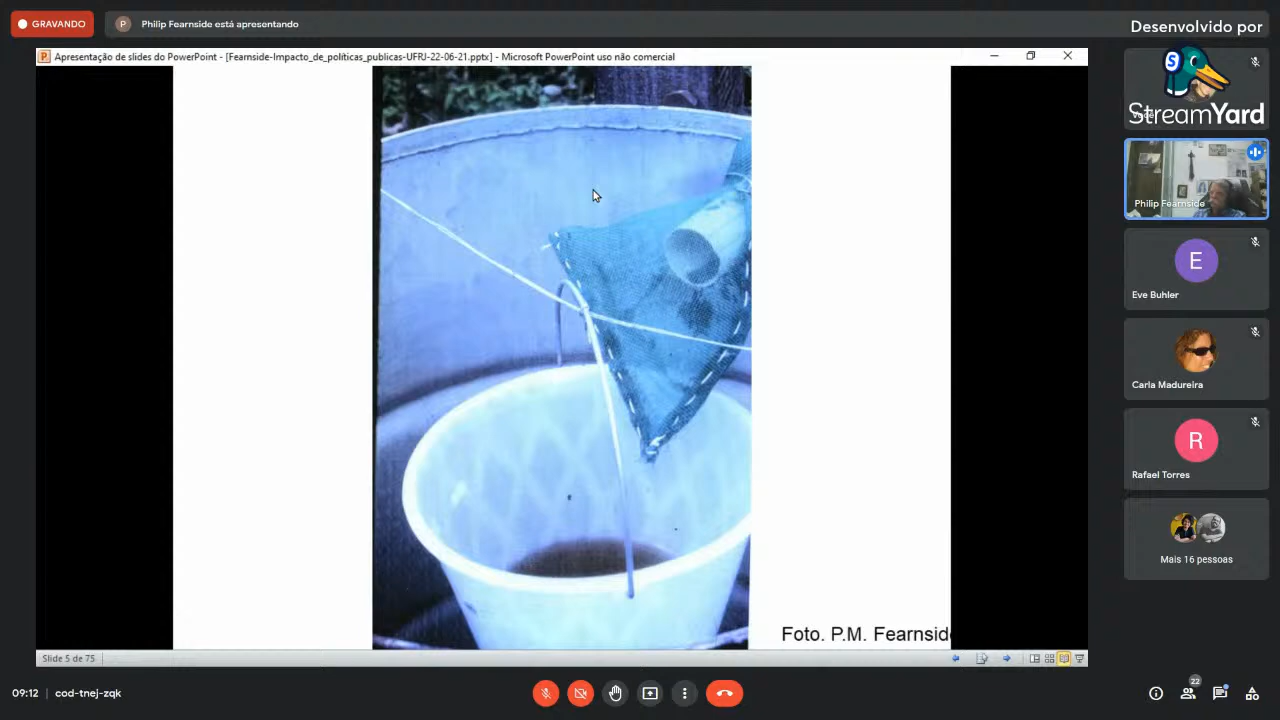 GRAVANDO
P
Philip Fearnside está apresentando
Desenvolvido por
S
StreamYard
Apresentação de slides do PowerPoint - [Fearnside-Impacto_de_políticas_publicas-UFRJ-22-06-21.pptx] - Microsoft PowerPoint uso não comercial
Philip Fearnside
E
Eve Buhler
Carla Madureira
R
Rafael Torres
Mais 16 pessoas
Foto. P.M. Fearnsid
Slide 5 de 75
09:12 | cod-tnej-zqk
22